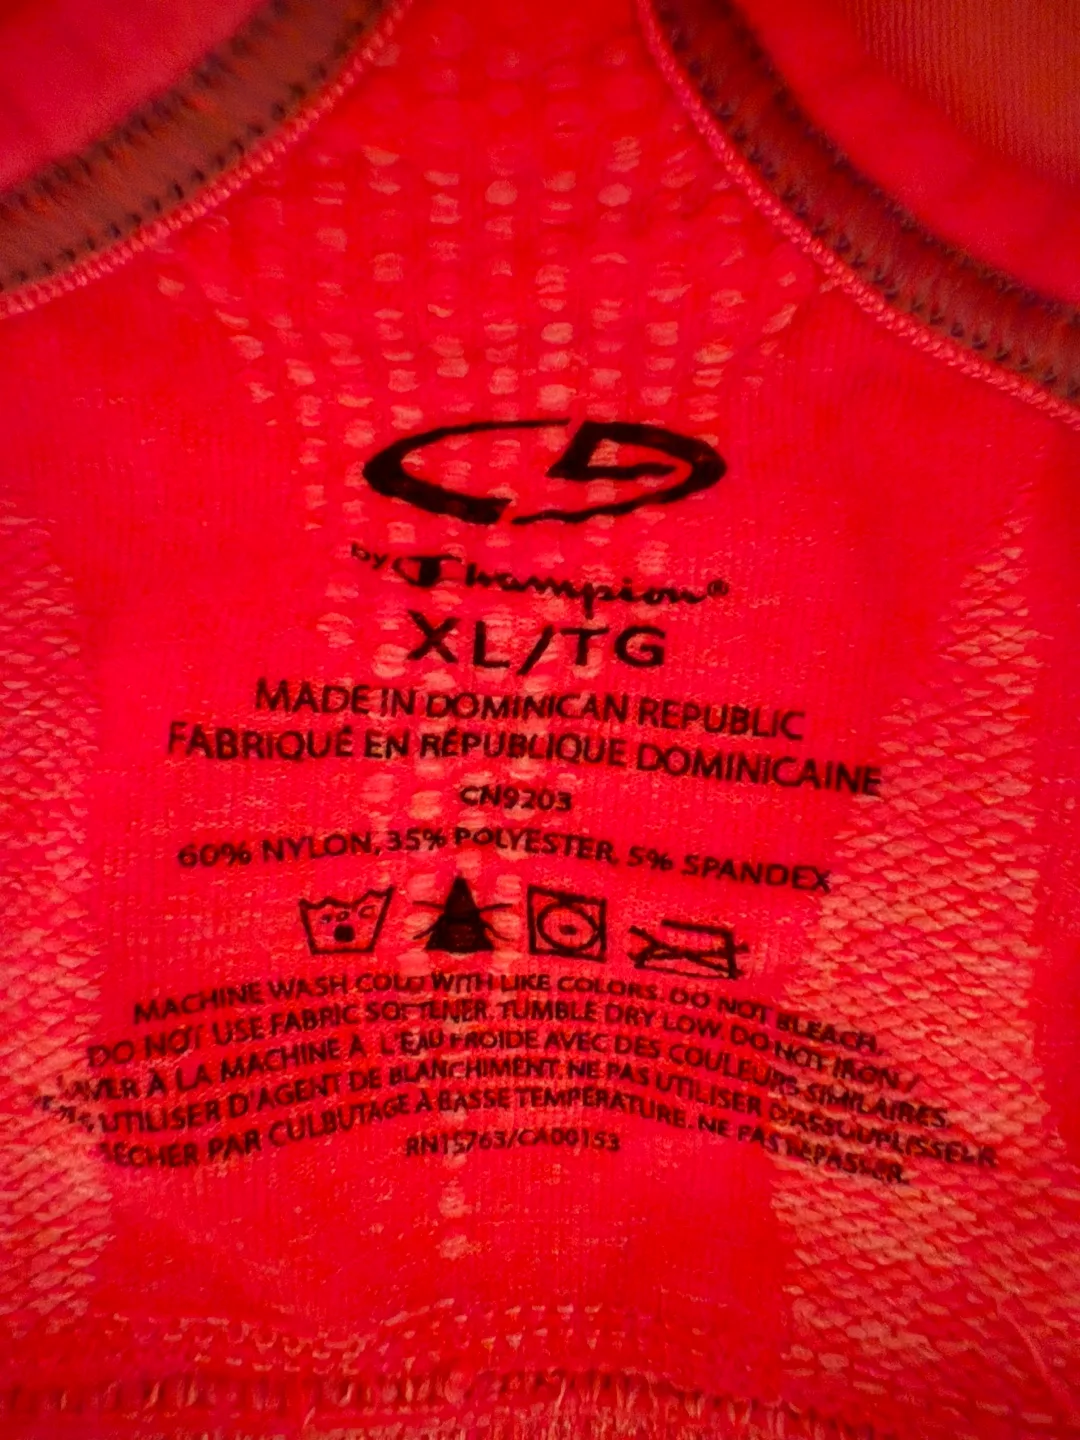 by Champion®
XL/TG
MADE IN DOMINICAN REPUBLIC
FABRIQUÉ EN RÉPUBLIQUE DOMINICAINE
CN9203
60% NYLON, 35% POLYESTER, 5% SPANDEX
MACHINE WASH COLD WITH LIKE COLORS. DO NOT BLEACH.
DO NOT USE FABRIC SOFTENER. TUMBLE DRY LOW. DO NOT IRON /
LAVER À LA MACHINE À L'EAU FROIDE AVEC DES COULEURS SIMILAIRES.
UTILISER D'AGENT DE BLANCHIMENT. NE PAS UTILISER D'ASSOUPLISSEUR.
SÉCHER PAR CULBUTAGE À BASSE TEMPÉRATURE. NE PAS REPASSER.
RN15763/CA00153